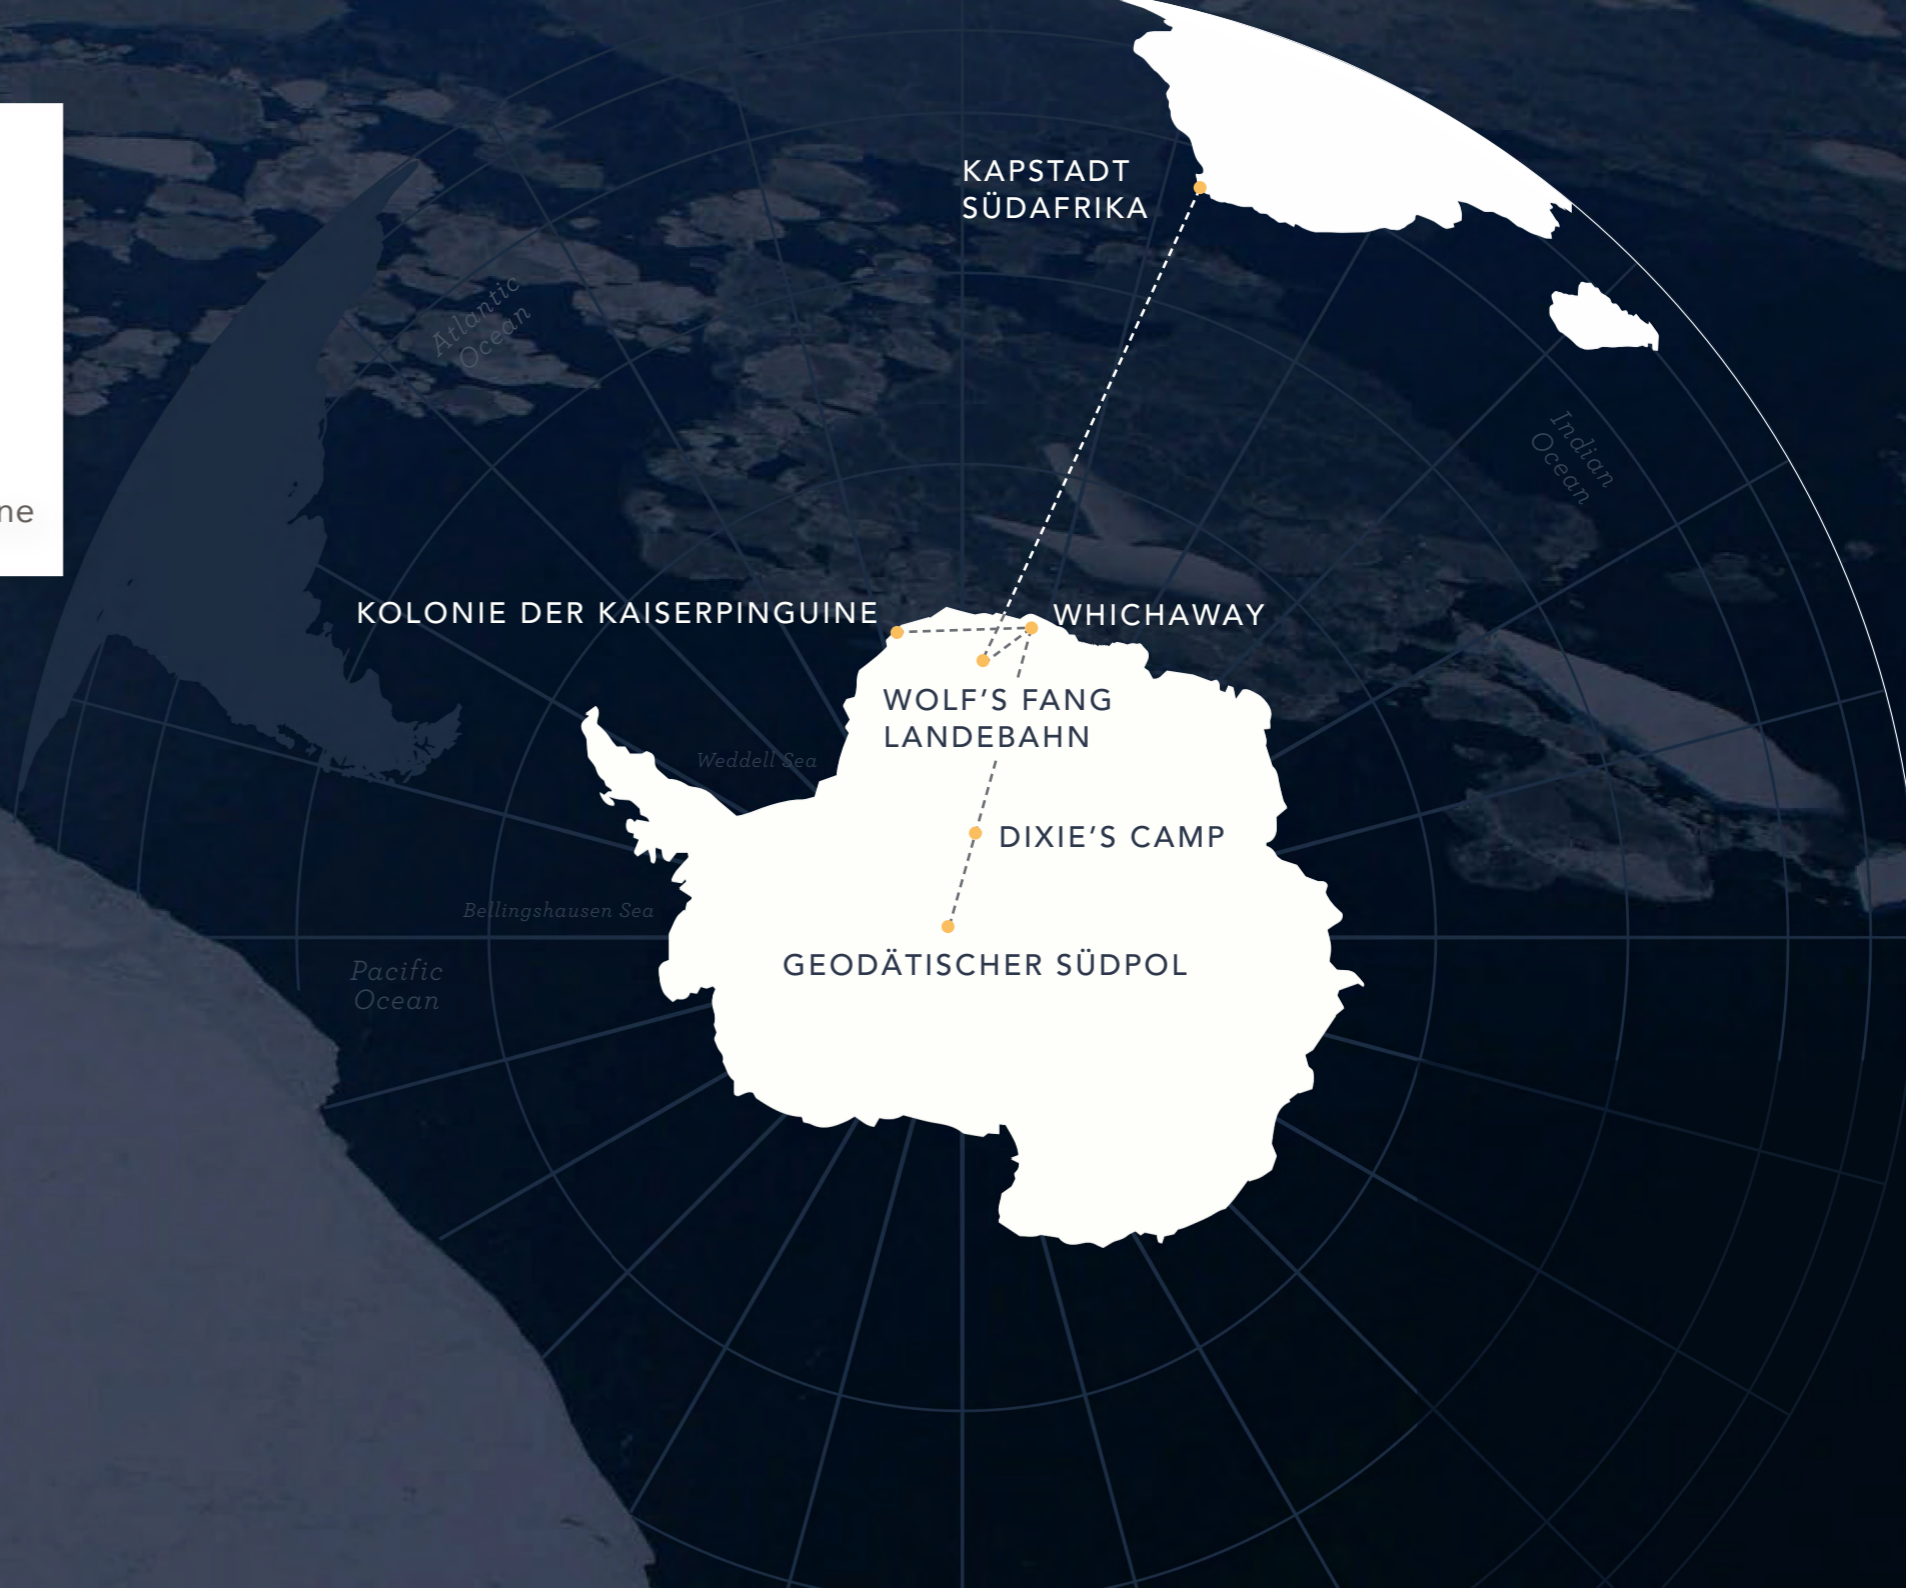 KAPSTADT
SÜDAFRIKA
Atlantic
Ocean
Indian
Ocean
ne
KOLONIE DER KAISERPINGUINE
WHICHAWAY
WOLF’S FANG
LANDEBAHN
Weddell Sea
DIXIE’S CAMP
Bellingshausen Sea
GEODÄTISCHER SÜDPOL
Pacific
Ocean